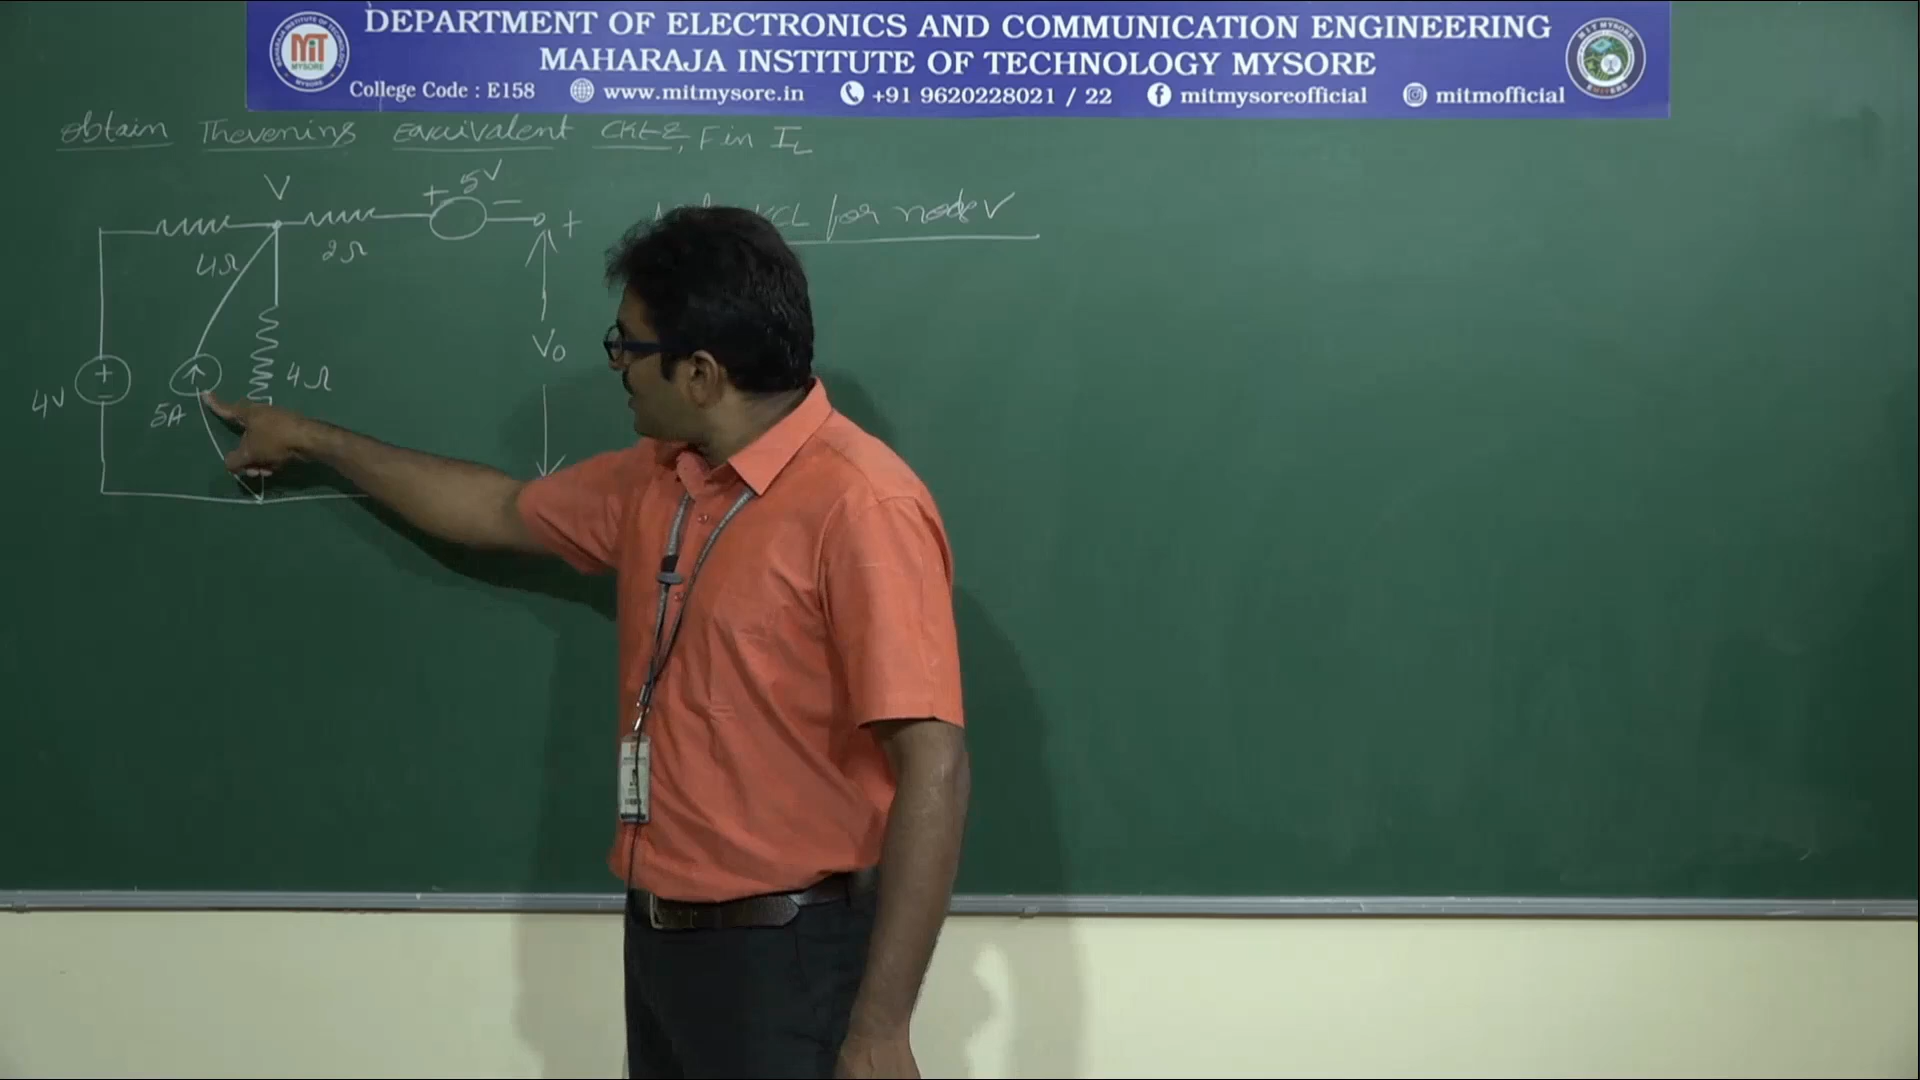 DEPARTMENT OF ELECTRONICS AND COMMUNICATION ENGINEERING
MAHARAJA INSTITUTE OF TECHNOLOGY MYSORE
College Code : E158 www.mitmysore.in +91 9620228021 / 22 mitmysoreofficial mitmofficial
MIT
MYSORE
obtain Thevenins Equivalent Ckt &, Fin IL
V
5V
+ −
+
KCL for node V
4Ω
2Ω
V0
+
−
4V
5A
4Ω